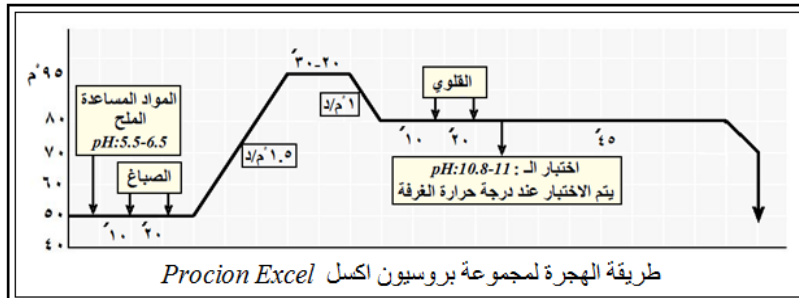 °م
٩٥
٨٠
٧٠
٦٠
٥٠
٤٠
المواد المساعدة
الملح
pH:5.5-6.5
الصباغ
١٠َ
٢٠َ
١.٥°م/د
٢٠-٣٠َ
١°م/د
القلوي
١٠َ
٢٠َ
٤٥َ
اختبار الـ pH:10.8-11 :
يتم الاختبار عند درجة حرارة الغرفة
طريقة الهجرة لمجموعة بروسيون اكسل Procion Excel